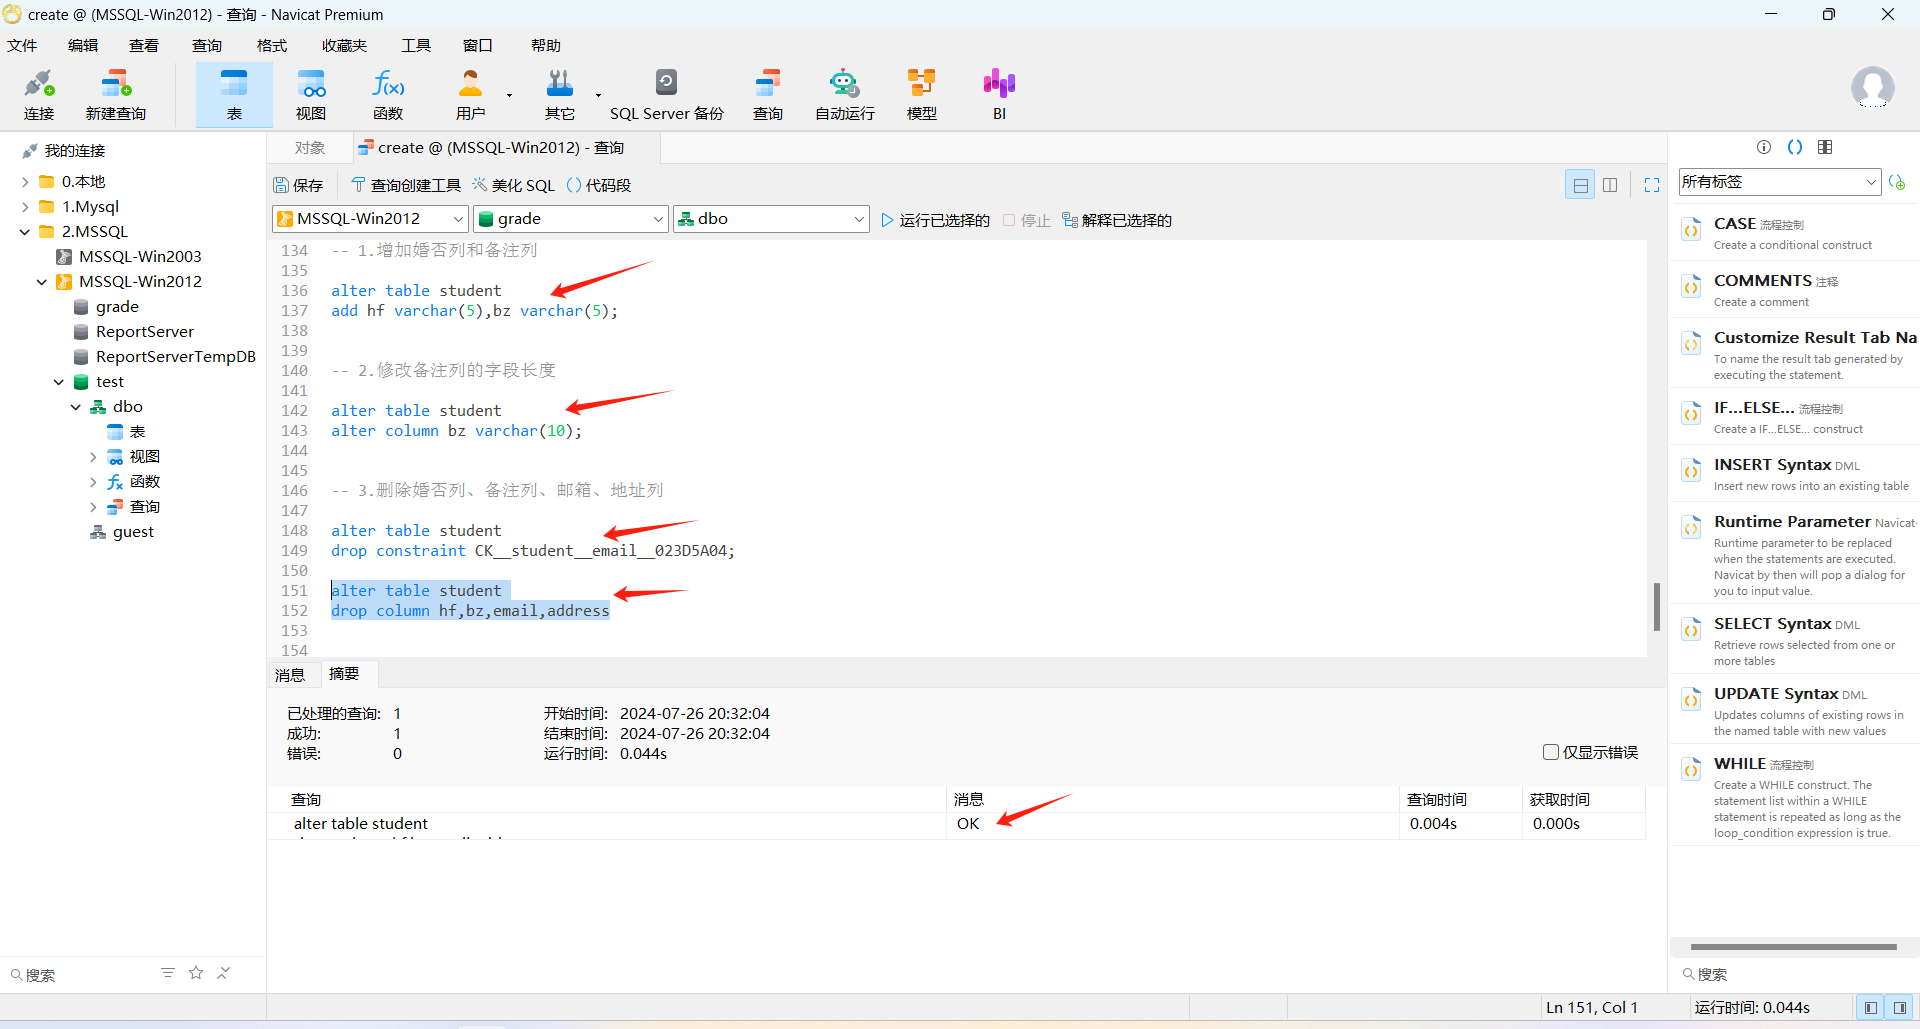 create @ (MSSQL-Win2012) - 查询 - Navicat Premium
文件 编辑 查看 查询 格式 收藏夹 工具 窗口 帮助
连接 新建查询 表 视图 函数 用户 其它 SQL Server 备份 查询 自动运行 模型 BI
我的连接
0.本地
1.Mysql
2.MSSQL
MSSQL-Win2003
MSSQL-Win2012
grade
ReportServer
ReportServerTempDB
test
dbo
表
视图
函数
查询
guest
搜索
对象 create @ (MSSQL-Win2012) - 查询
保存 查询创建工具 美化 SQL () 代码段
MSSQL-Win2012 grade dbo 运行已选择的 停止 解释已选择的
134 -- 1.增加婚否列和备注列
135
136 alter table student
137 add hf varchar(5),bz varchar(5);
138
139
140 -- 2.修改备注列的字段长度
141
142 alter table student
143 alter column bz varchar(10);
144
145
146 -- 3.删除婚否列、备注列、邮箱、地址列
147
148 alter table student
149 drop constraint CK__student__email__023D5A04;
150
151 alter table student
152 drop column hf,bz,email,address
153
154
消息 摘要
已处理的查询: 1 开始时间: 2024-07-26 20:32:04
成功: 1 结束时间: 2024-07-26 20:32:04
错误: 0 运行时间: 0.044s
仅显示错误
查询 消息 查询时间 获取时间
alter table student OK 0.004s 0.000s
所有标签
CASE 流程控制
Create a conditional construct
COMMENTS 注释
Create a comment
Customize Result Tab Na
To name the result tab generated by
executing the statement.
IF...ELSE... 流程控制
Create a IF...ELSE... construct
INSERT Syntax DML
Insert new rows into an existing table
Runtime Parameter Navicat
Runtime parameter to be replaced
when the statements are executed.
Navicat by then will pop a dialog for
you to input value.
SELECT Syntax DML
Retrieve rows selected from one or
more tables
UPDATE Syntax DML
Updates columns of existing rows in
the named table with new values
WHILE 流程控制
Create a WHILE construct. The
statement list within a WHILE
statement is repeated as long as the
loop_condition expression is true.
搜索
Ln 151, Col 1 运行时间: 0.044s